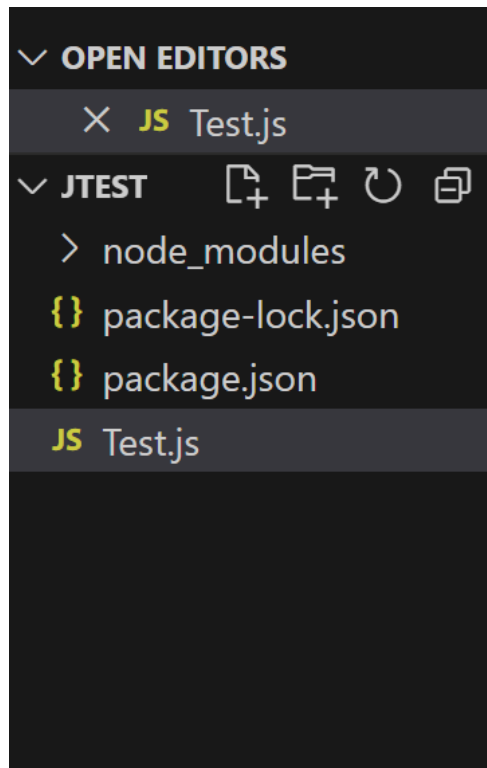 OPEN EDITORS
JS Test.js
JTEST
node_modules
{} package-lock.json
{} package.json
JS Test.js